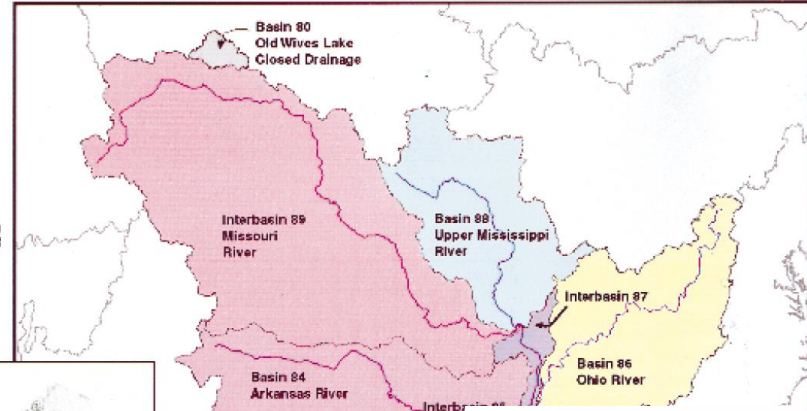 Basin 80
Old Wives Lake
Closed Drainage
Interbasin 89
Missouri
River
Basin 88
Upper Mississippi
River
Interbasin 87
Basin 86
Ohio River
Basin 84
Arkansas River
Interbasin